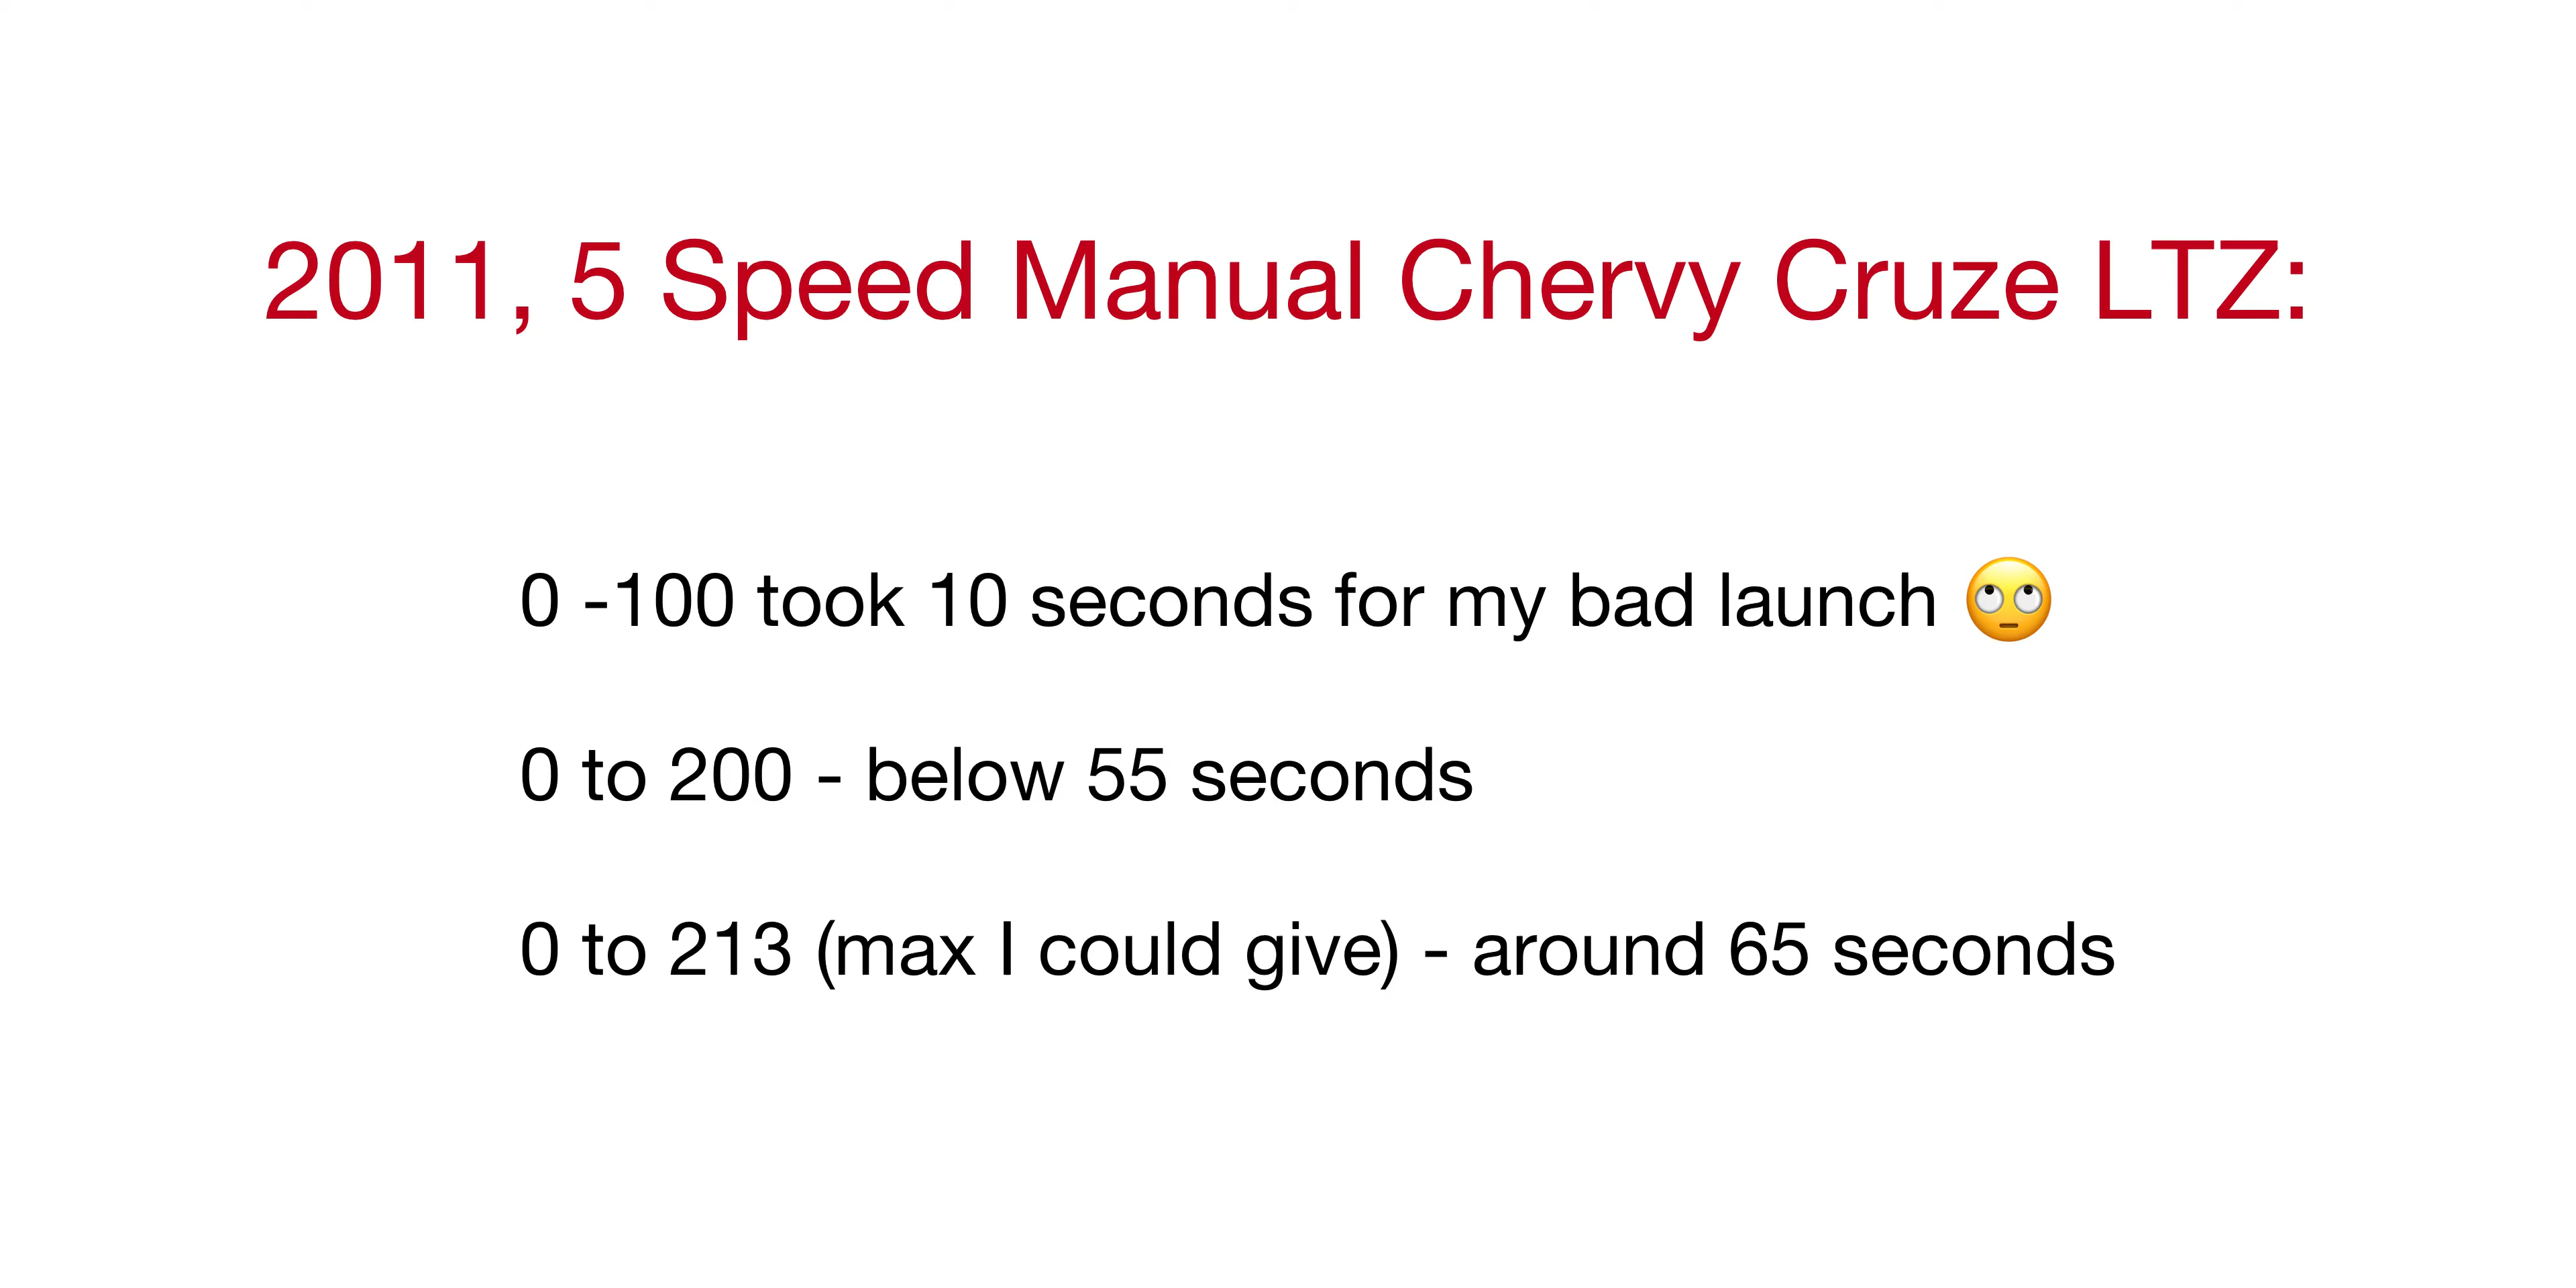 2011, 5 Speed Manual Chervy Cruze LTZ:
0 -100 took 10 seconds for my bad launch 🙄
0 to 200 - below 55 seconds
0 to 213 (max I could give) - around 65 seconds